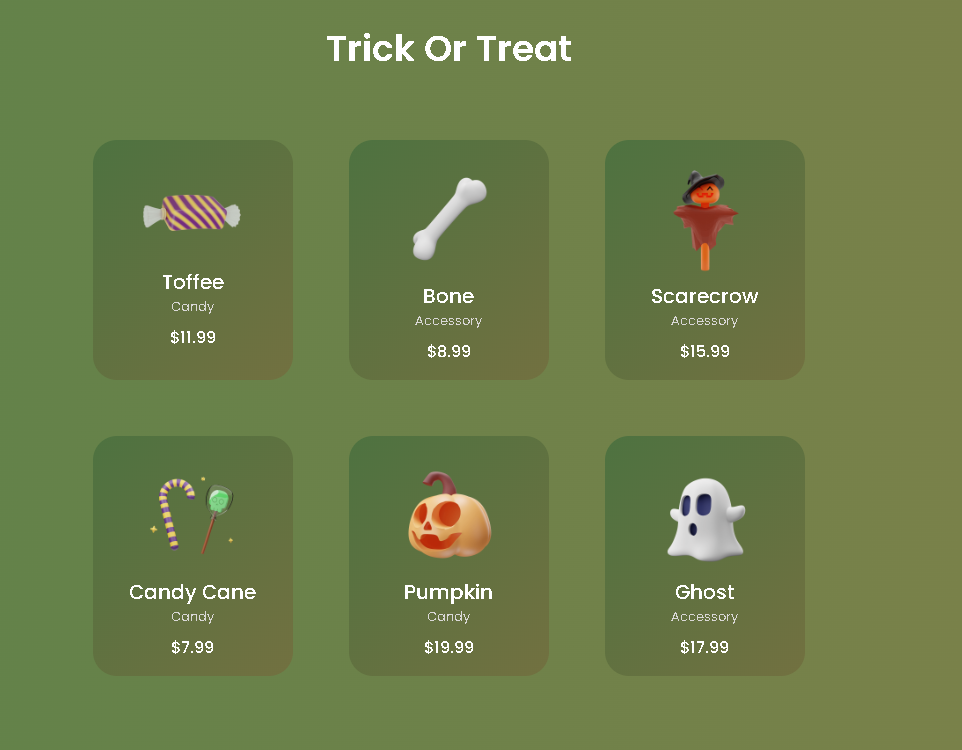 Trick Or Treat
Toffee
Candy
$11.99
Bone
Accessory
$8.99
Scarecrow
Accessory
$15.99
Candy Cane
Candy
$7.99
Pumpkin
Candy
$19.99
Ghost
Accessory
$17.99